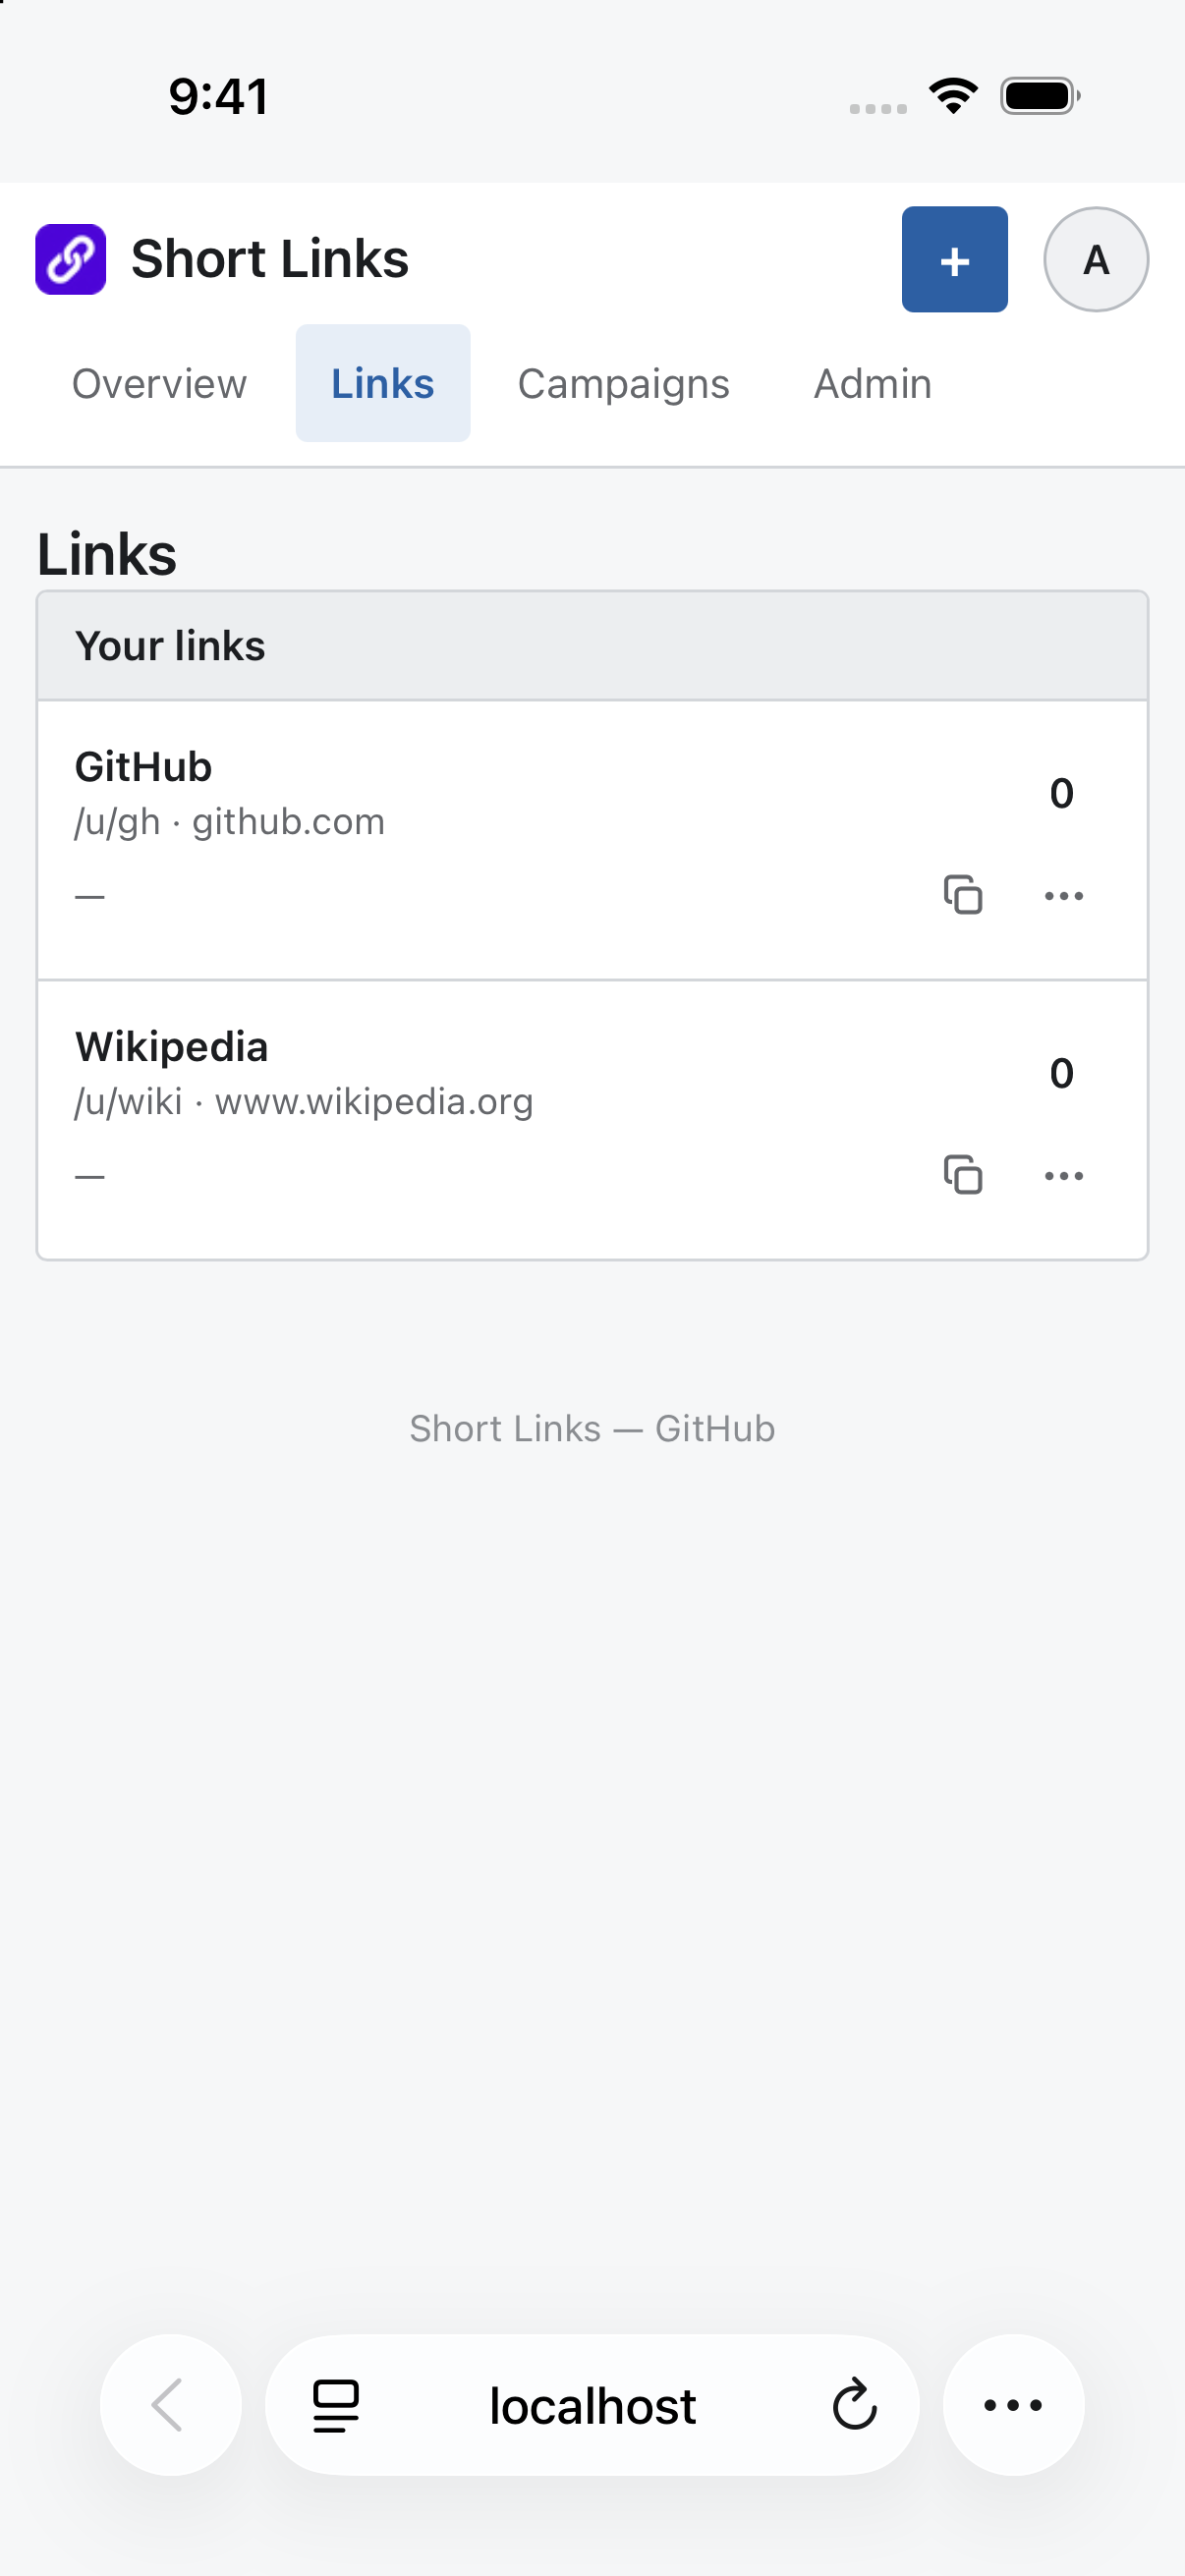 9:41
Short Links
+
A
Overview Links Campaigns Admin
Links
Your links
GitHub
0
/u/gh · github.com
—
Wikipedia
0
/u/wiki · www.wikipedia.org
—
Short Links — GitHub
localhost